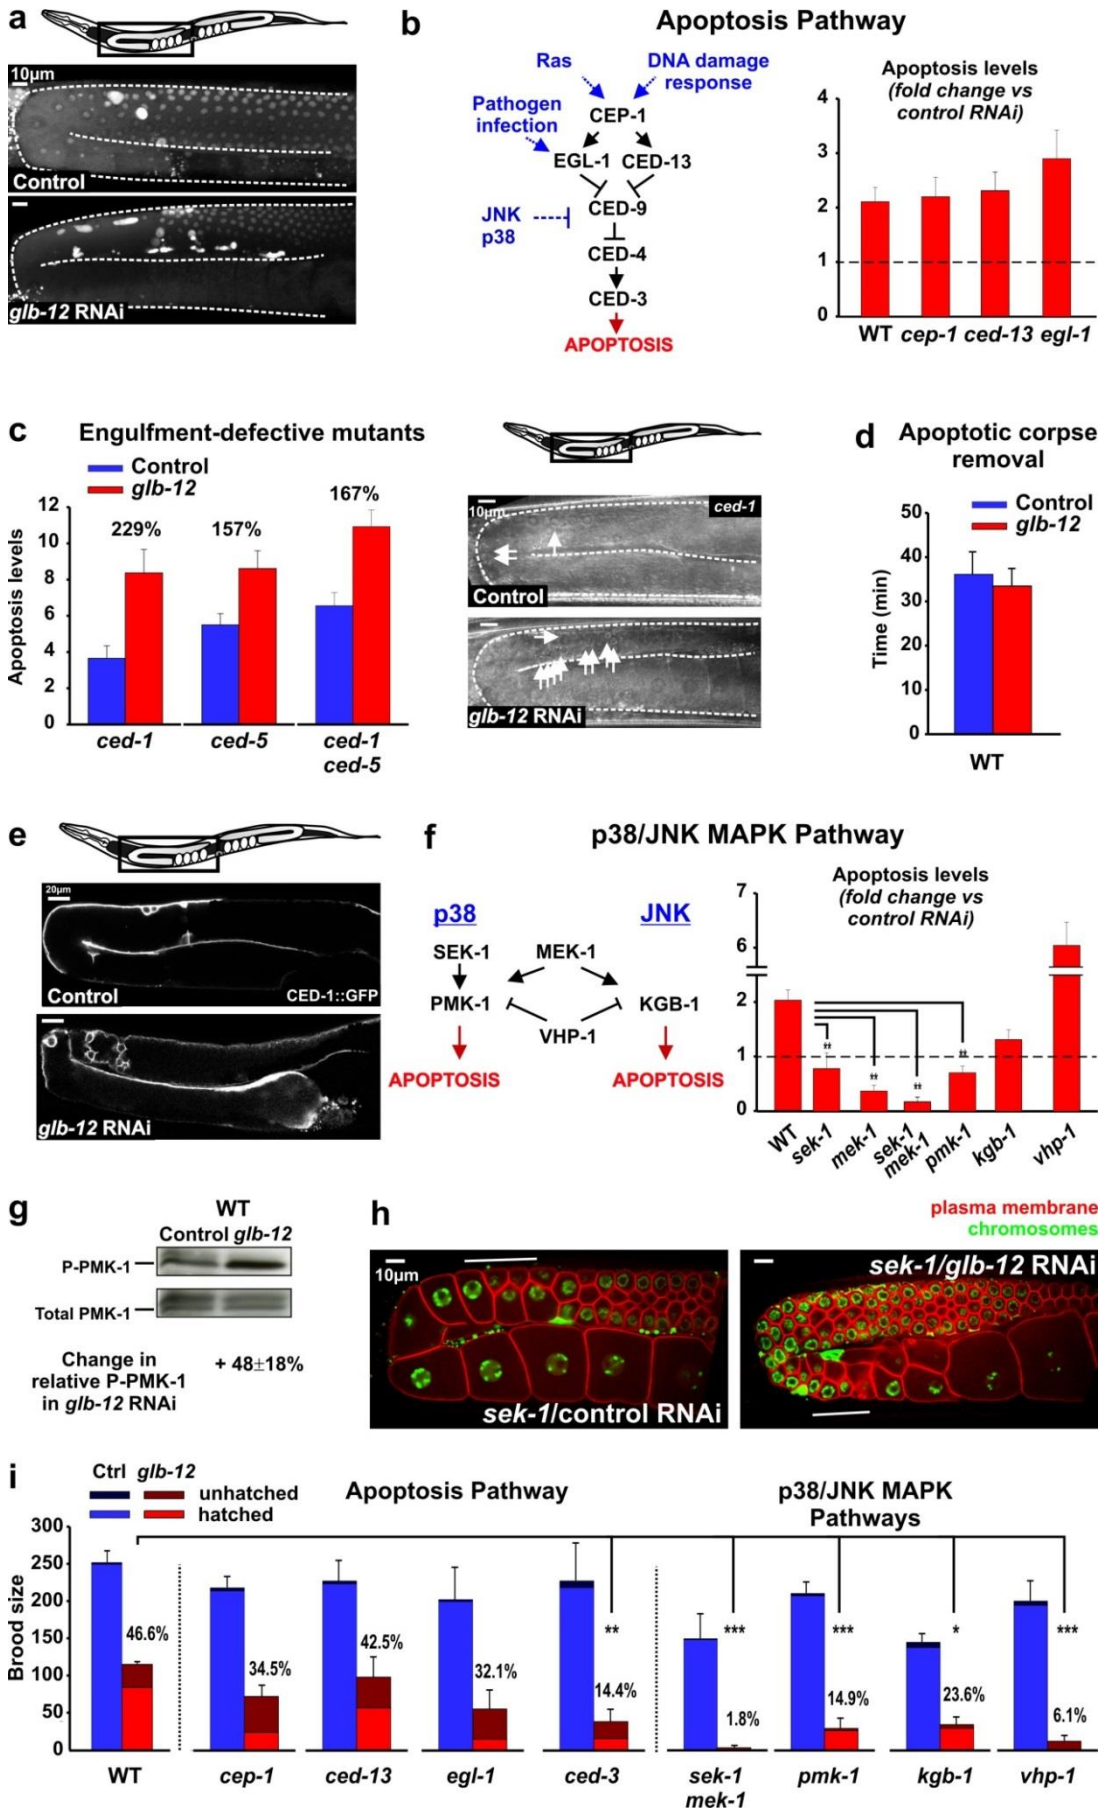 a
10µm
Control
glb-12 RNAi
b
Apoptosis Pathway
Ras
DNA damage
response
Pathogen
infection
CEP-1
EGL-1 CED-13
JNK
p38
CED-9
CED-4
CED-3
APOPTOSIS
Apoptosis levels
(fold change vs
control RNAi)
4
3
2
1
0
WT cep-1 ced-13 egl-1
c
Engulfment-defective mutants
Control
glb-12
Apoptosis levels
12
10
8
6
4
2
0
229%
157%
167%
ced-1
ced-5
ced-1
ced-5
10µm
ced-1
Control
glb-12 RNAi
d
Apoptotic corpse
removal
Control
glb-12
Time (min)
50
40
30
20
10
0
WT
e
20µm
Control
CED-1::GFP
glb-12 RNAi
f
p38/JNK MAPK Pathway
p38
JNK
SEK-1 MEK-1
PMK-1 KGB-1
VHP-1
APOPTOSIS APOPTOSIS
Apoptosis levels
(fold change vs
control RNAi)
7
6
2
1
0
**
**
**
**
WT
sek-1
mek-1
sek-1
mek-1
pmk-1
kgb-1
vhp-1
g
WT
Control glb-12
P-PMK-1
Total PMK-1
Change in
relative P-PMK-1
in glb-12 RNAi
+ 48±18%
h
plasma membrane
chromosomes
10µm
sek-1/control RNAi
sek-1/glb-12 RNAi
i
Ctrl glb-12
unhatched
hatched
Apoptosis Pathway
p38/JNK MAPK
Pathways
Brood size
300
250
200
150
100
50
0
46.6%
34.5%
42.5%
32.1%
**
14.4%
***
1.8%
***
14.9%
*
23.6%
***
6.1%
WT
cep-1
ced-13
egl-1
ced-3
sek-1
mek-1
pmk-1
kgb-1
vhp-1